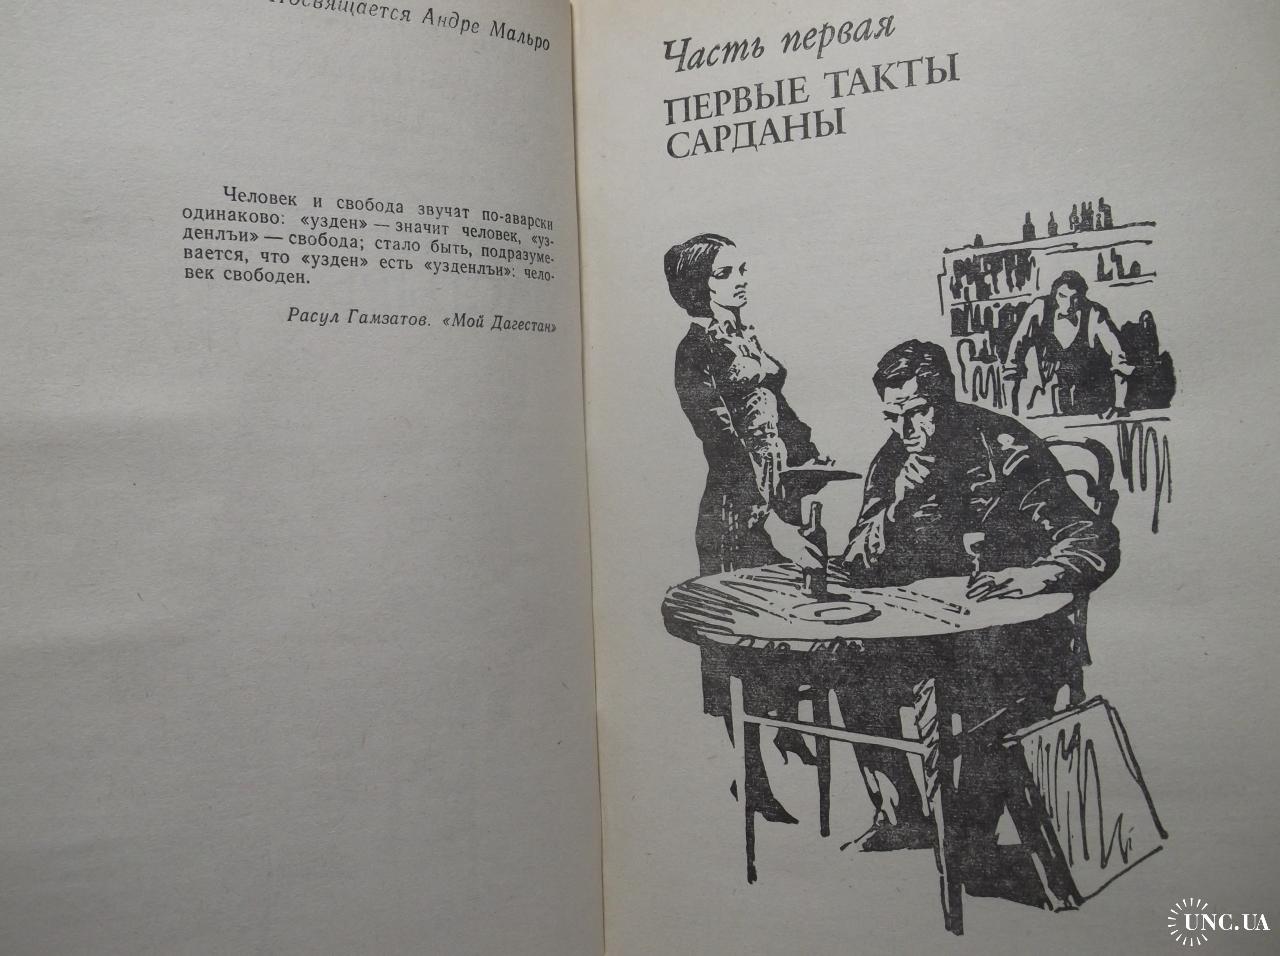 Посвящается Андре Мальро
Человек и свобода звучат по-аварски
одинаково: «узден» — значит человек, «уз-
денлъи» — свобода; стало быть, подразуме-
вается, что «узден» есть «узденлъи»: чело-
век свободен.
Расул Гамзатов. «Мой Дагестан»
Часть первая
ПЕРВЫЕ ТАКТЫ
САРДАНЫ
UNC.UA